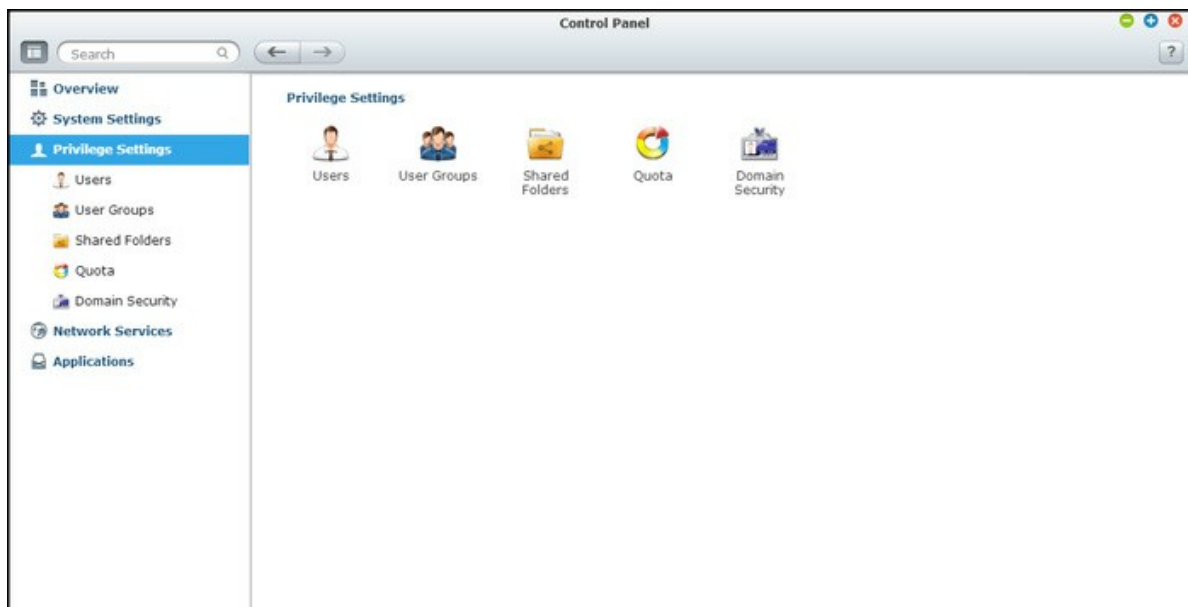 Control Panel
Search
?
Overview
System Settings
Privilege Settings
Users
User Groups
Shared Folders
Quota
Domain Security
Network Services
Applications
Privilege Settings
Users
User Groups
Shared
Folders
Quota
Domain
Security